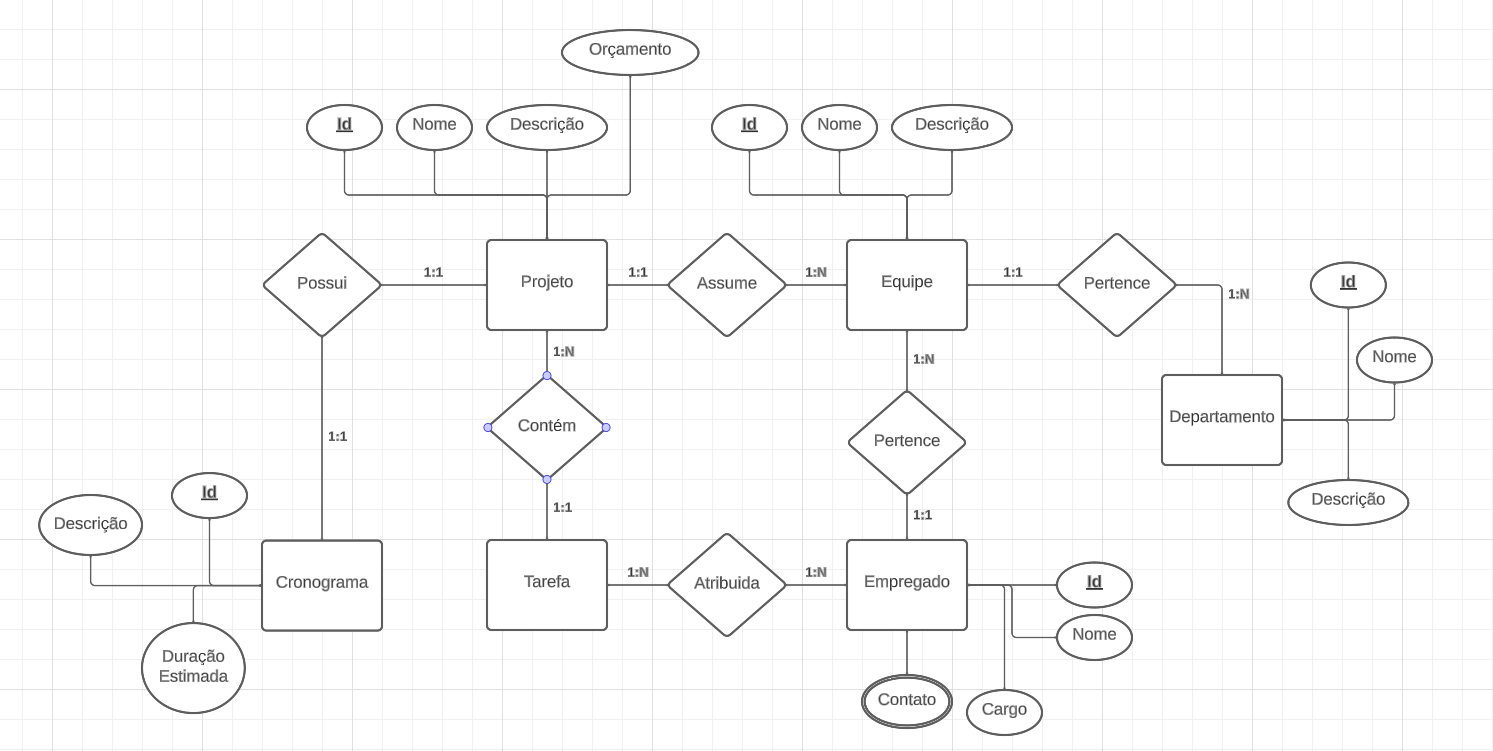 Orçamento
Id
Nome
Descrição
Id
Nome
Descrição
Possui
1:1
Projeto
1:1
Assume
1:N
Equipe
1:1
Pertence
1:N
Id
Nome
1:N
1:N
Contém
Pertence
Departamento
1:1
Descrição
Id
Descrição
1:1
1:1
Cronograma
Tarefa
1:N
Atribuida
1:N
Empregado
Id
Nome
Duração
Estimada
Contato
Cargo